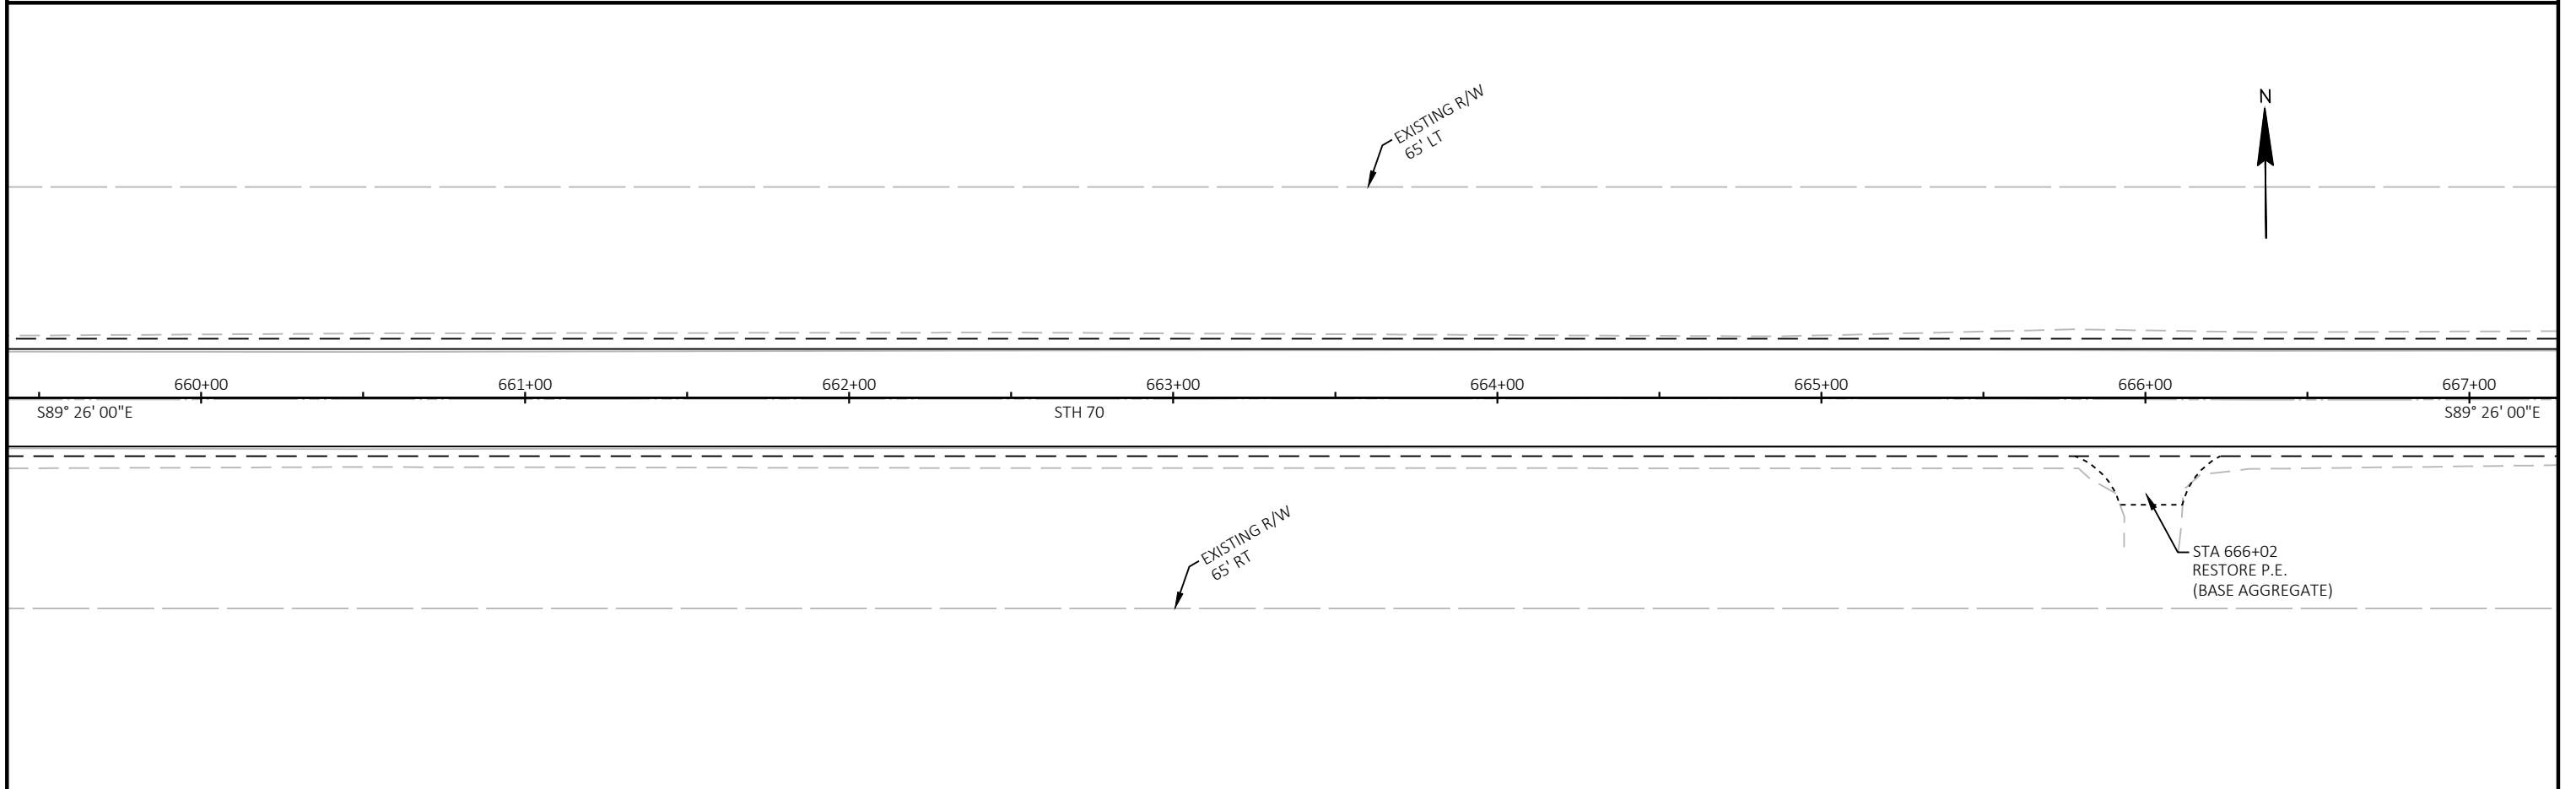 EXISTING R/W
65' LT
N
660+00
661+00
662+00
663+00
664+00
665+00
666+00
667+00
S89° 26' 00"E
STH 70
S89° 26' 00"E
EXISTING R/W
65' RT
STA 666+02
RESTORE P.E.
(BASE AGGREGATE)